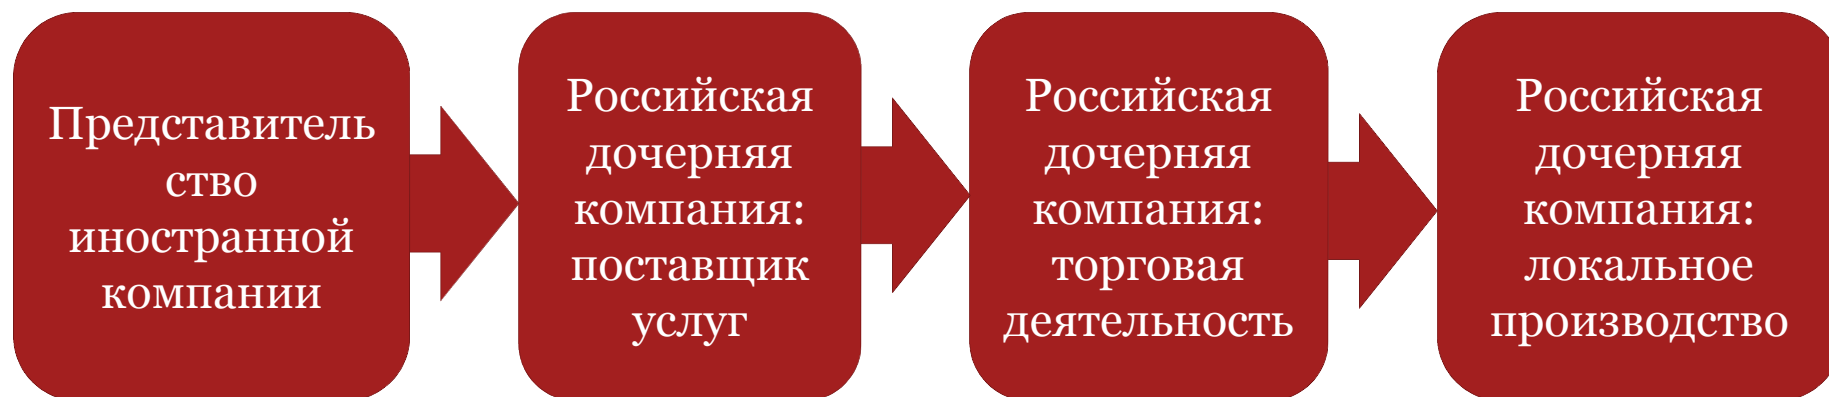 Представитель
ство
иностранной
компании
Российская
дочерняя
компания:
поставщик
услуг
Российская
дочерняя
компания:
торговая
деятельность
Российская
дочерняя
компания:
локальное
производство